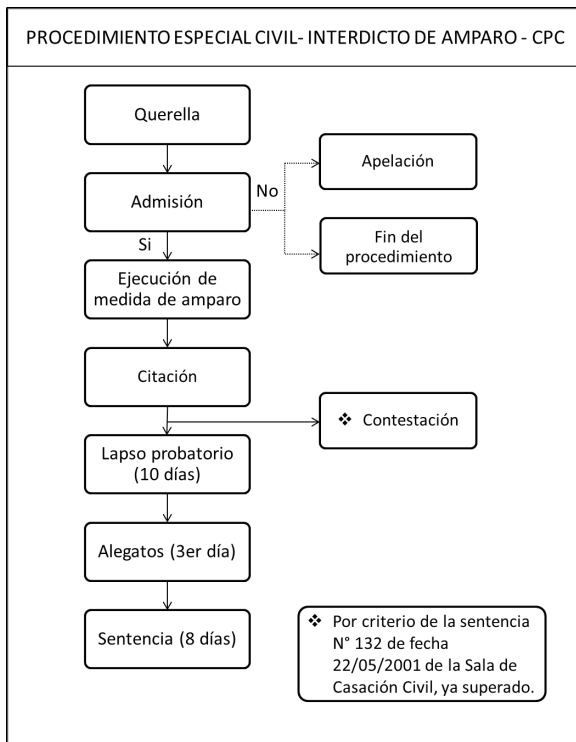 PROCEDIMIENTO ESPECIAL CIVIL- INTERDICTO DE AMPARO - CPC
Querella
Admisión
No
Apelación
Fin del
procedimiento
Si
Ejecución de
medida de amparo
Citación
❖ Contestación
Lapso probatorio
(10 días)
Alegatos (3er día)
Sentencia (8 días)
❖ Por criterio de la sentencia
N° 132 de fecha
22/05/2001 de la Sala de
Casación Civil, ya superado.